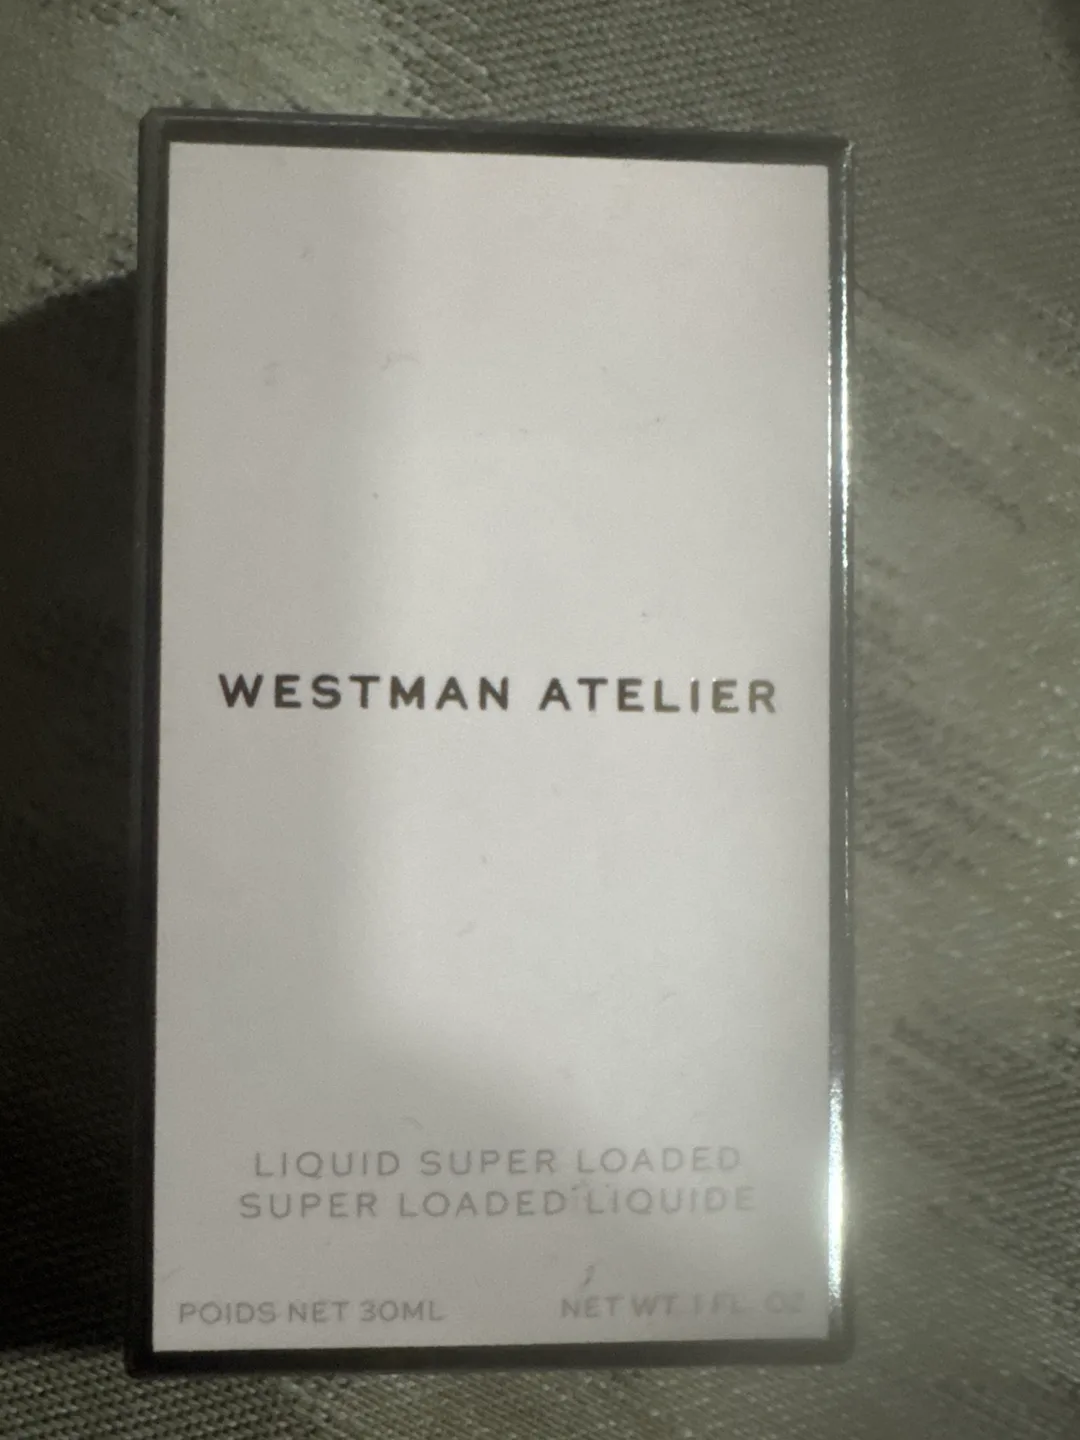 WESTMAN ATELIER
LIQUID SUPER LOADED
SUPER LOADED LIQUIDE
POIDS NET 30ML
NET WT 1 FL. OZ